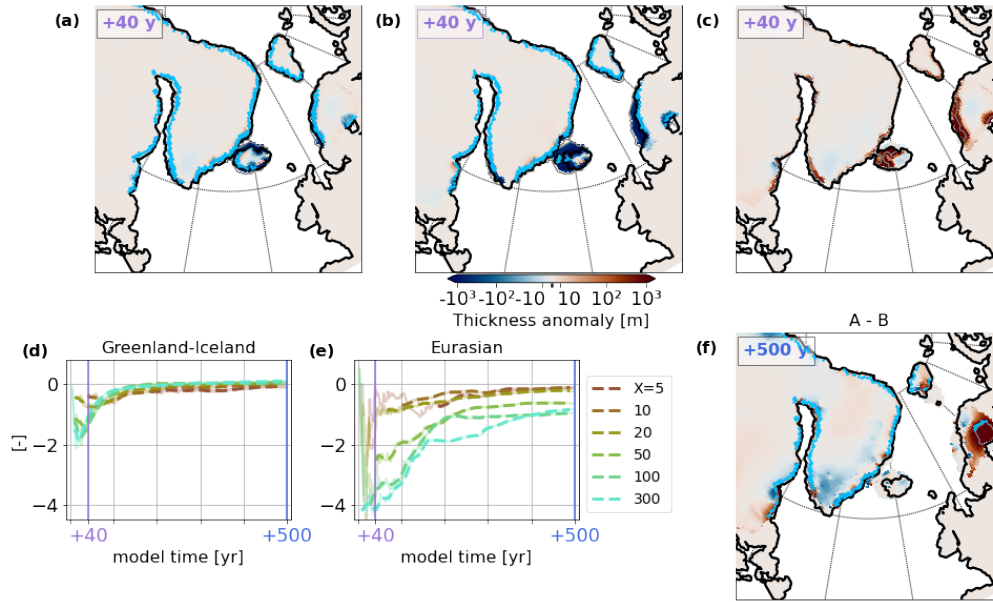 (a) +40 y
(b) +40 y
(c) +40 y
-10³ -10² -10 10 10² 10³
Thickness anomaly [m]
(d) Greenland-Iceland
0
−2
−4
[-]
+40 +500
model time [yr]
(e) Eurasian
0
−2
−4
+40 +500
model time [yr]
X=5
10
20
50
100
300
A - B
(f) +500 y